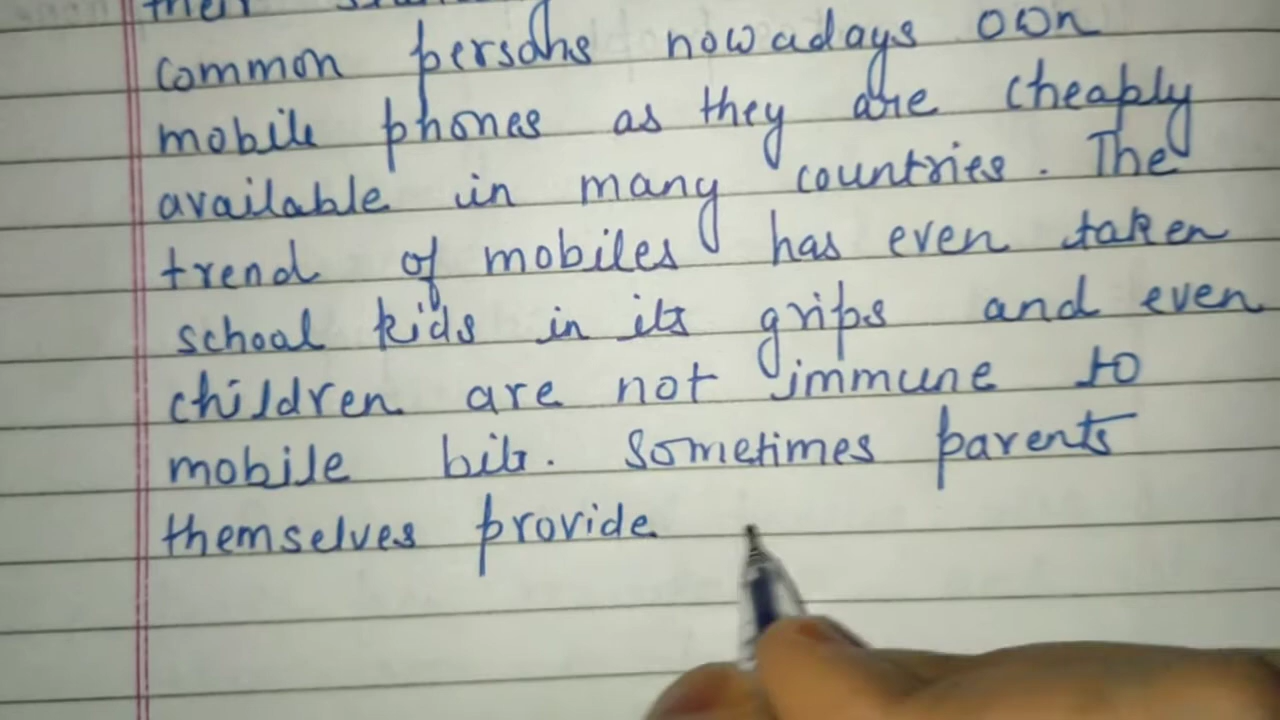 their
common persons nowadays own
mobile phones as they are cheaply
available in many countries. The
trend of mobiles has even taken
school kids in its grips and even
children are not immune to
mobile bite. Sometimes parents
themselves provide